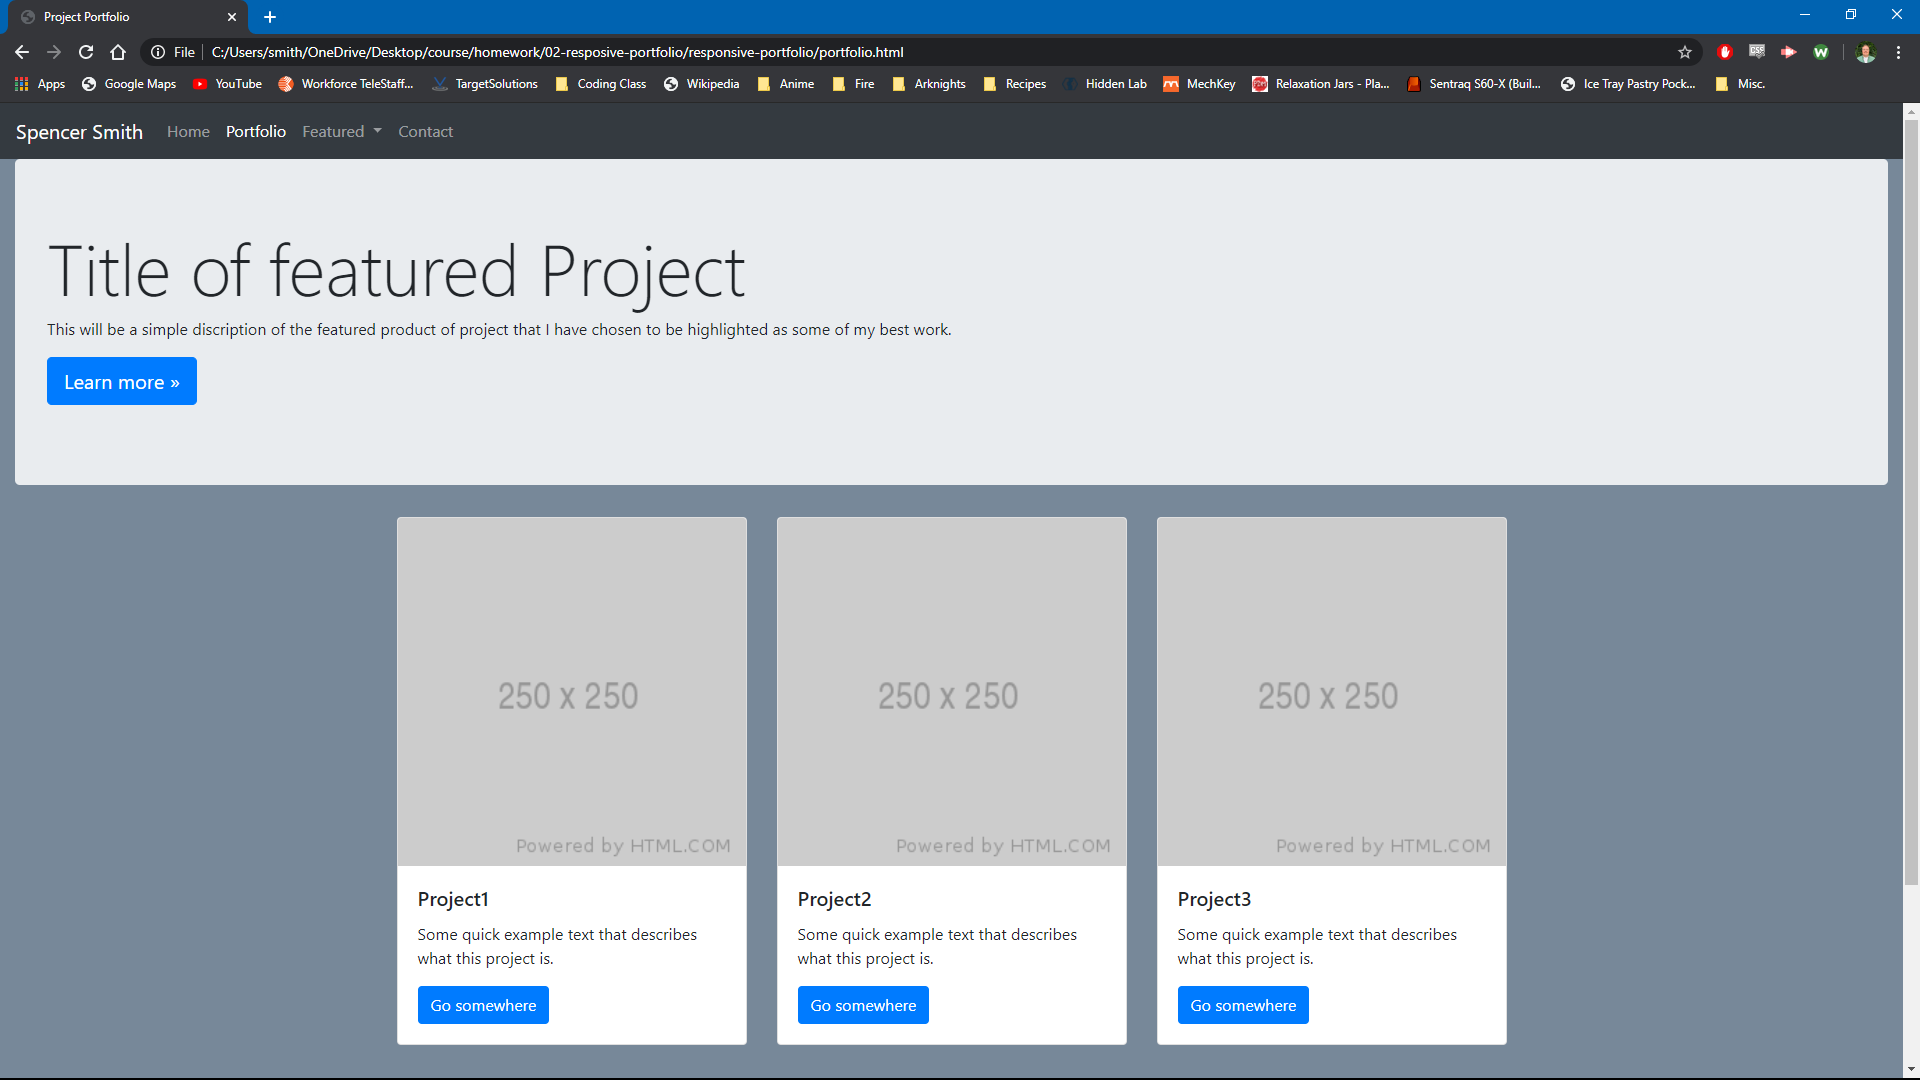 Project Portfolio
File C:/Users/smith/OneDrive/Desktop/course/homework/02-resposive-portfolio/responsive-portfolio/portfolio.html
Apps Google Maps YouTube Workforce TeleStaff... TargetSolutions Coding Class Wikipedia Anime Fire Arknights Recipes Hidden Lab MechKey Relaxation Jars - Pla... Sentraq S60-X (Buil... Ice Tray Pastry Pock... Misc.
Spencer Smith Home Portfolio Featured Contact
Title of featured Project
This will be a simple discription of the featured product of project that I have chosen to be highlighted as some of my best work.
Learn more »
250 x 250
Powered by HTML.COM
Project1
Some quick example text that describes
what this project is.
Go somewhere
250 x 250
Powered by HTML.COM
Project2
Some quick example text that describes
what this project is.
Go somewhere
250 x 250
Powered by HTML.COM
Project3
Some quick example text that describes
what this project is.
Go somewhere